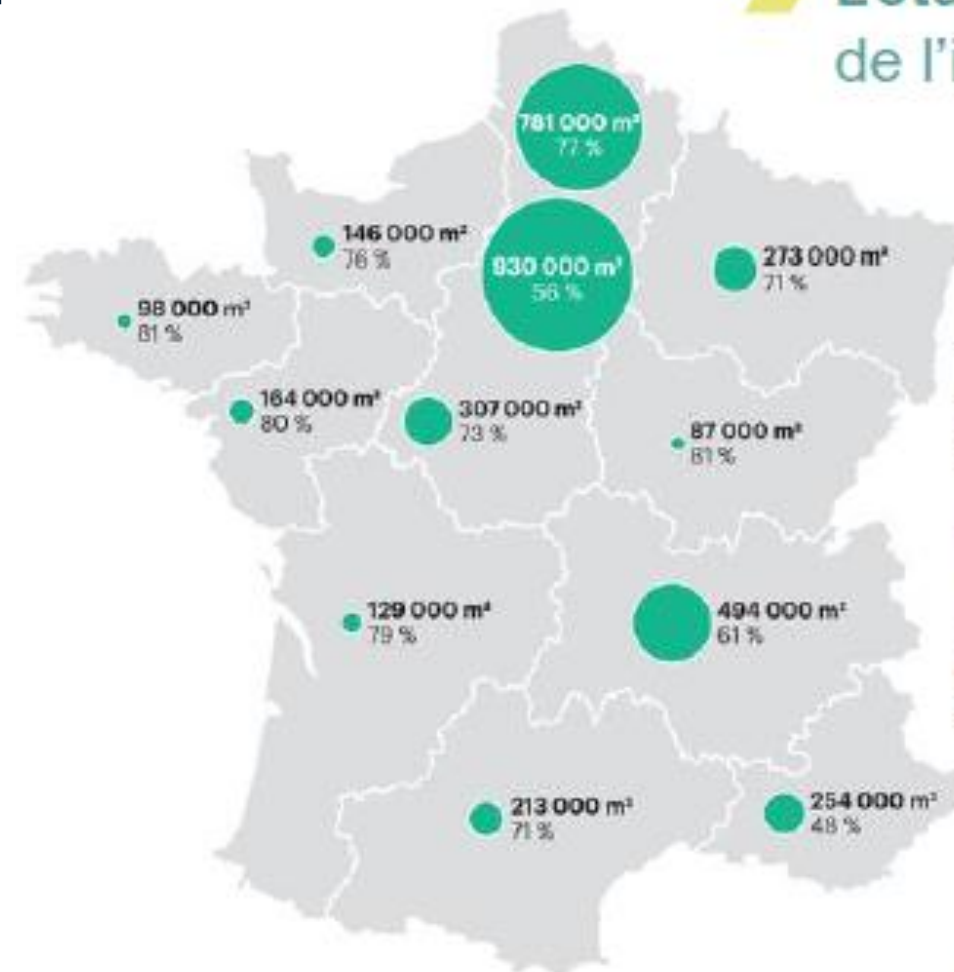 de l'i
781 000 m²
77 %
146 000 m²
76 %
930 000 m²
56 %
273 000 m²
71 %
98 000 m²
81 %
164 000 m²
80 %
307 000 m²
73 %
87 000 m²
81 %
129 000 m²
79 %
494 000 m²
61 %
213 000 m²
71 %
254 000 m²
48 %